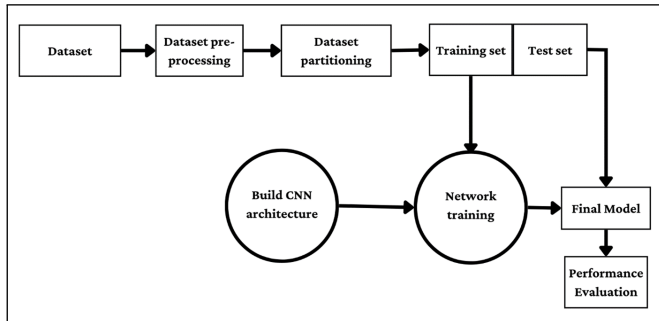 Dataset
Dataset pre-
processing
Dataset
partitioning
Training set
Test set
Build CNN
architecture
Network
training
Final Model
Performance
Evaluation